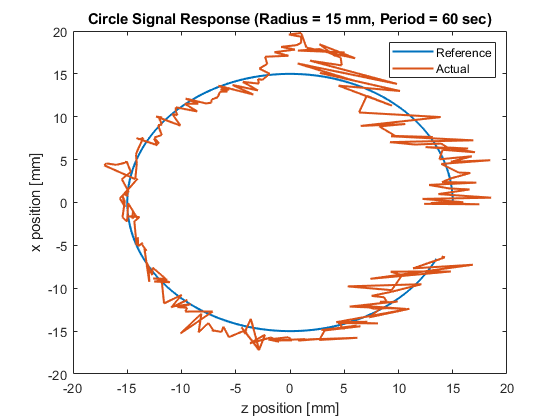 Circle Signal Response (Radius = 15 mm, Period = 60 sec)
20
15
10
5
0
-5
-10
-15
-20
x position [mm]
Reference
Actual
-20 -15 -10 -5 0 5 10 15 20
z position [mm]